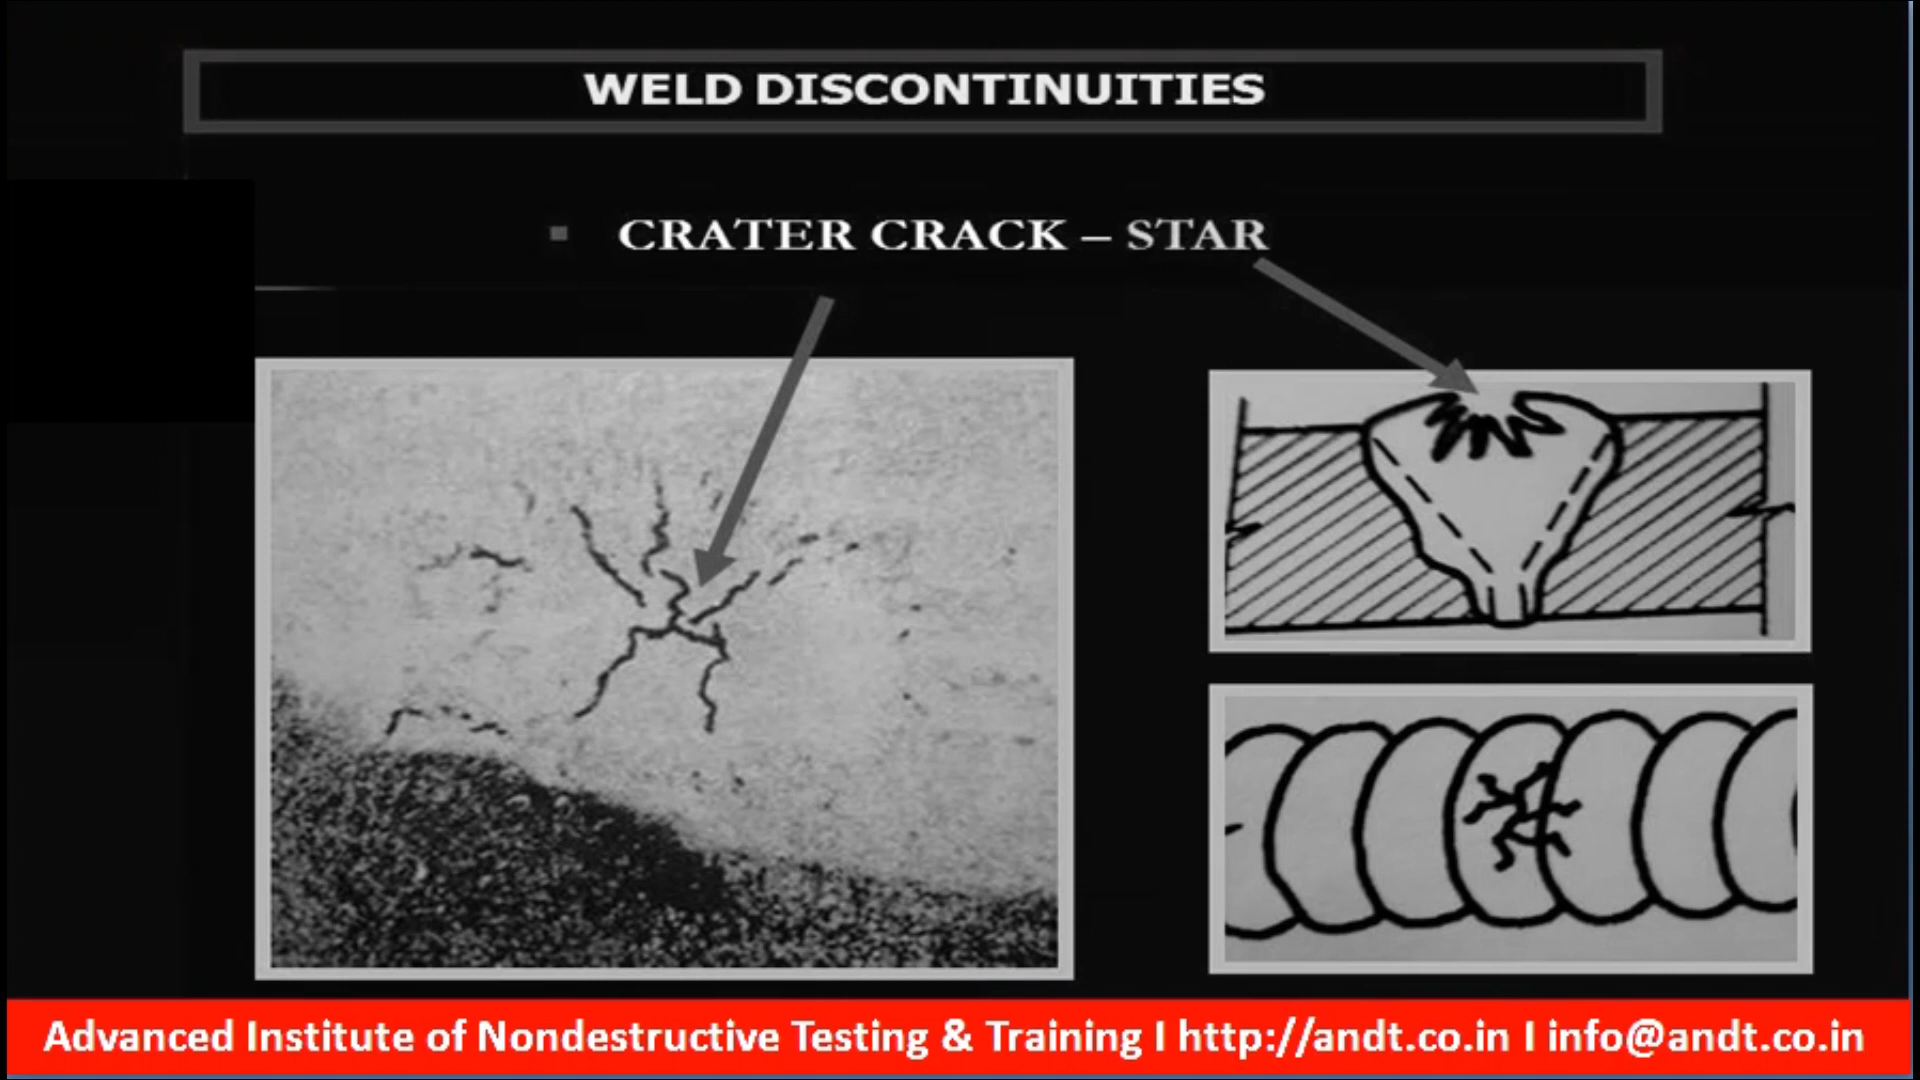 WELD DISCONTINUITIES
▪ CRATER CRACK – STAR
Advanced Institute of Nondestructive Testing & Training I http://andt.co.in I info@andt.co.in